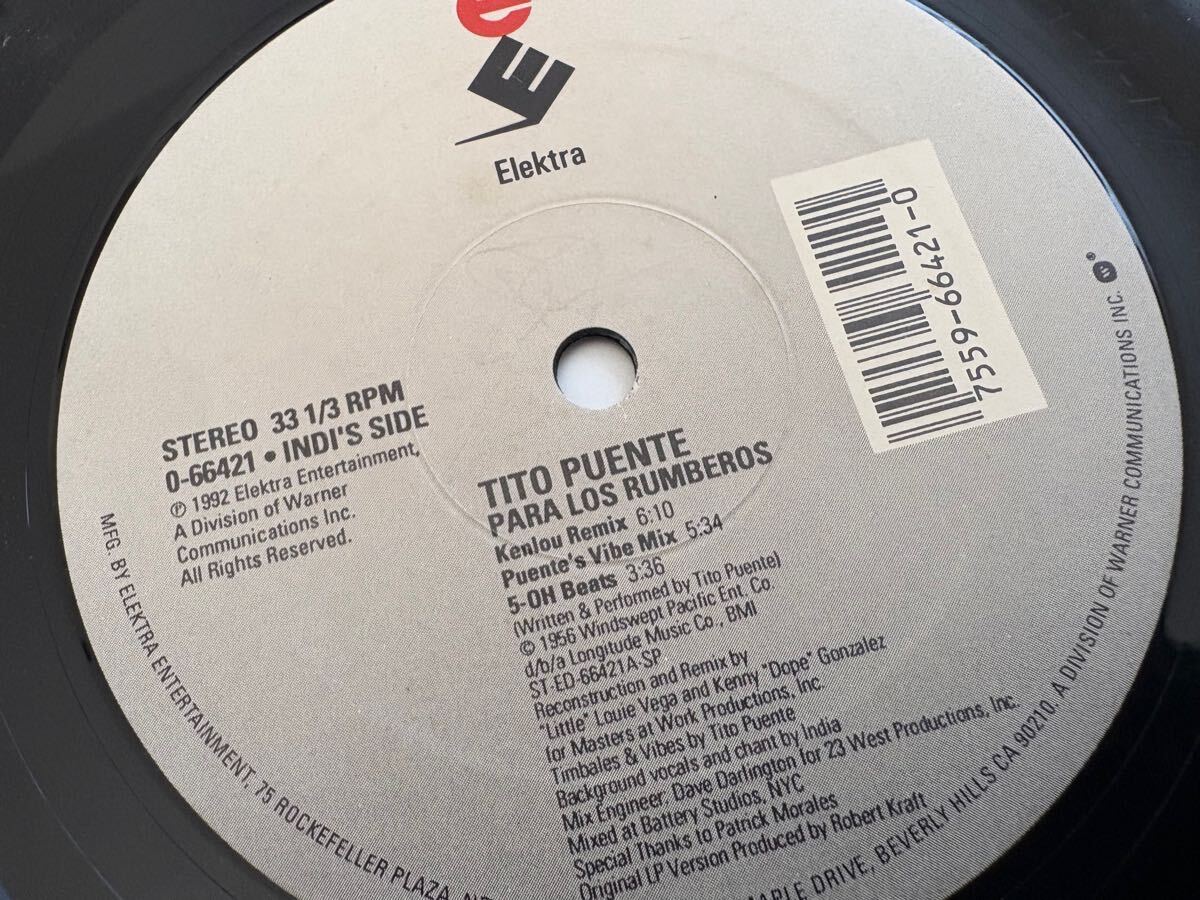 Elektra
7559-66421-0
STEREO 33 1/3 RPM
0-66421 • INDI'S SIDE
℗ 1992 Elektra Entertainment,
A Division of Warner
Communications Inc.
All Rights Reserved.
TITO PUENTE
PARA LOS RUMBEROS
Kenlou Remix 6:10
Puente's Vibe Mix 5:34
5-OH Beats 3:36
(Written & Performed by Tito Puente)
© 1956 Windswept Pacific Ent. Co.
d/b/a Longitude Music Co., BMI
ST-ED-66421A-SP
Reconstruction and Remix by
"Little" Louie Vega and Kenny "Dope" Gonzalez
for Masters at Work Productions, Inc.
Timbales & Vibes by Tito Puente
Background vocals and chant by India
Mix Engineer: Dave Darlington for 23 West Productions, Inc.
Mixed at Battery Studios, NYC
Special Thanks to Patrick Morales
Original LP Version Produced by Robert Kraft
MFG. BY ELEKTRA ENTERTAINMENT, 75 ROCKEFELLER PLAZA,
DRIVE, BEVERLY HILLS CA 90210. A DIVISION OF WARNER COMMUNICATIONS INC.